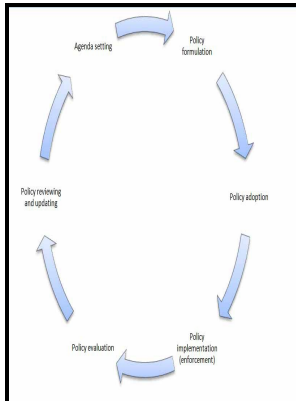 Agenda setting
Policy
formulation
Policy adoption
Policy
implementation
(enforcement)
Policy evaluation
Policy reviewing
and updating